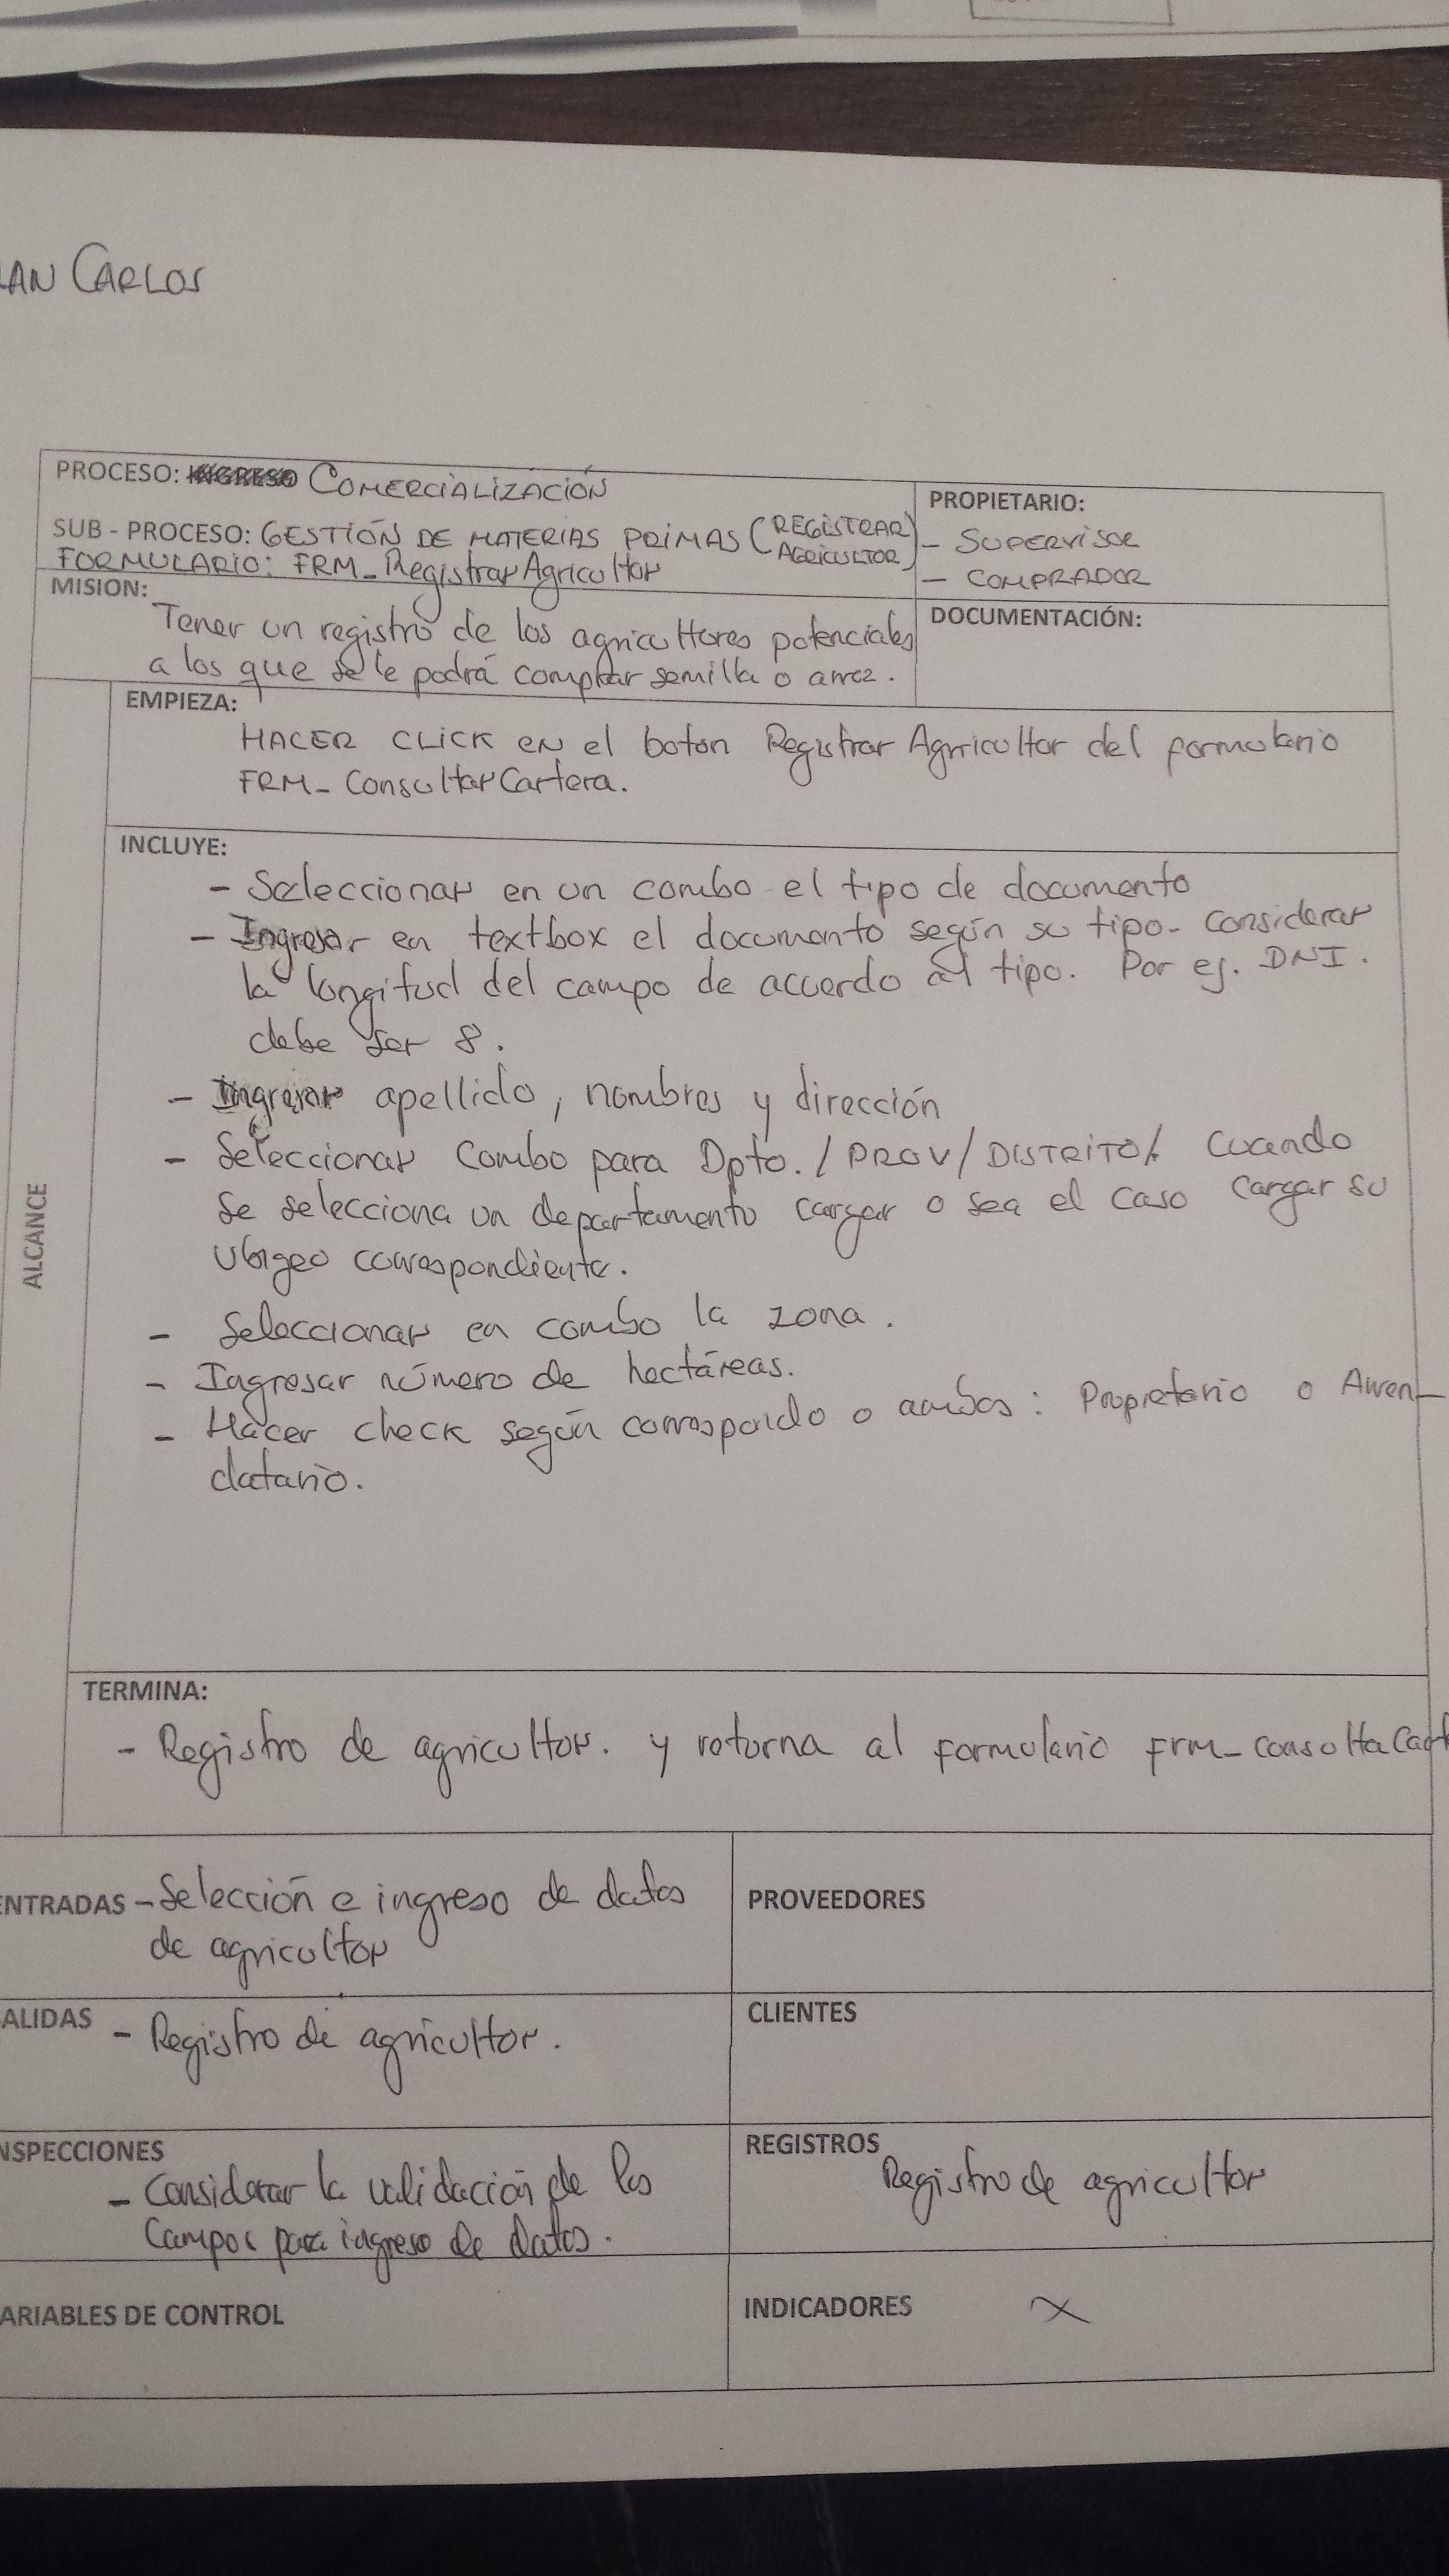 LAN CARLOS
PROCESO: INGRESO COMERCIALIZACIÓN
SUB - PROCESO: GESTIÓN DE MATERIAS PRIMAS (REGISTRAR AGRICULTOR)
FORMULARIO: FRM_RegistrarAgricultor
PROPIETARIO:
- SUPERVISOR
- COMPRADOR
MISION:
Tener un registro de los agricultores potenciales
a los que se le podrá comprar semilla o arroz.
DOCUMENTACIÓN:
ALCANCE
EMPIEZA:
HACER CLICK EN el boton Registrar Agrricultor del formulario
FRM_ConsultarCartera.
INCLUYE:
- Seleccionar en un combo el tipo de documento
- Ingresar en textbox el documento según su tipo. Considerar
la longitud del campo de acuerdo al tipo. Por ej. DNI.
debe ser 8.
- Ingresar apellido, nombres y dirección
- Seleccionar Combo para Dpto. / PROV / DISTRITO/. Cuando
se selecciona un departamento cargar o sea el caso cargar su
Ubigeo correspondiente.
- Seleccionar en combo la zona.
- Ingresar número de hectáreas.
- Hacer check según correspondo o ambos: Propietario o Arren-
datario.
TERMINA:
- Registro de agricultor. y retorna al formulario frm_consultaCart
ENTRADAS - Selección e ingreso de datos
de agricultor
PROVEEDORES
ALIDAS - Registro de agricultor.
CLIENTES
NSPECCIONES
- Considerar la validación de los
Campos para ingreso de datos.
REGISTROS
Registro de agricultor
ARIABLES DE CONTROL
INDICADORES X